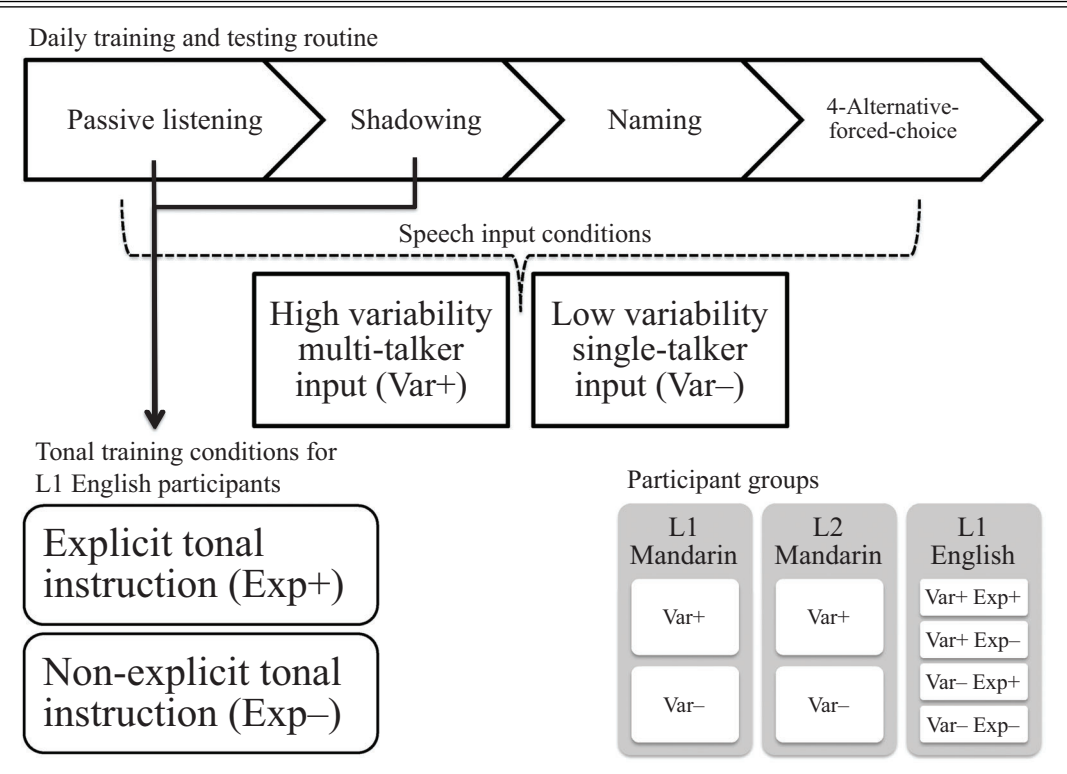 Daily training and testing routine
Passive listening
Shadowing
Naming
4-Alternative-
forced-choice
Speech input conditions
High variability
multi-talker
input (Var+)
Low variability
single-talker
input (Var–)
Tonal training conditions for
L1 English participants
Explicit tonal
instruction (Exp+)
Non-explicit tonal
instruction (Exp–)
Participant groups
L1
Mandarin
Var+
Var–
L2
Mandarin
Var+
Var–
L1
English
Var+ Exp+
Var+ Exp–
Var– Exp+
Var– Exp–